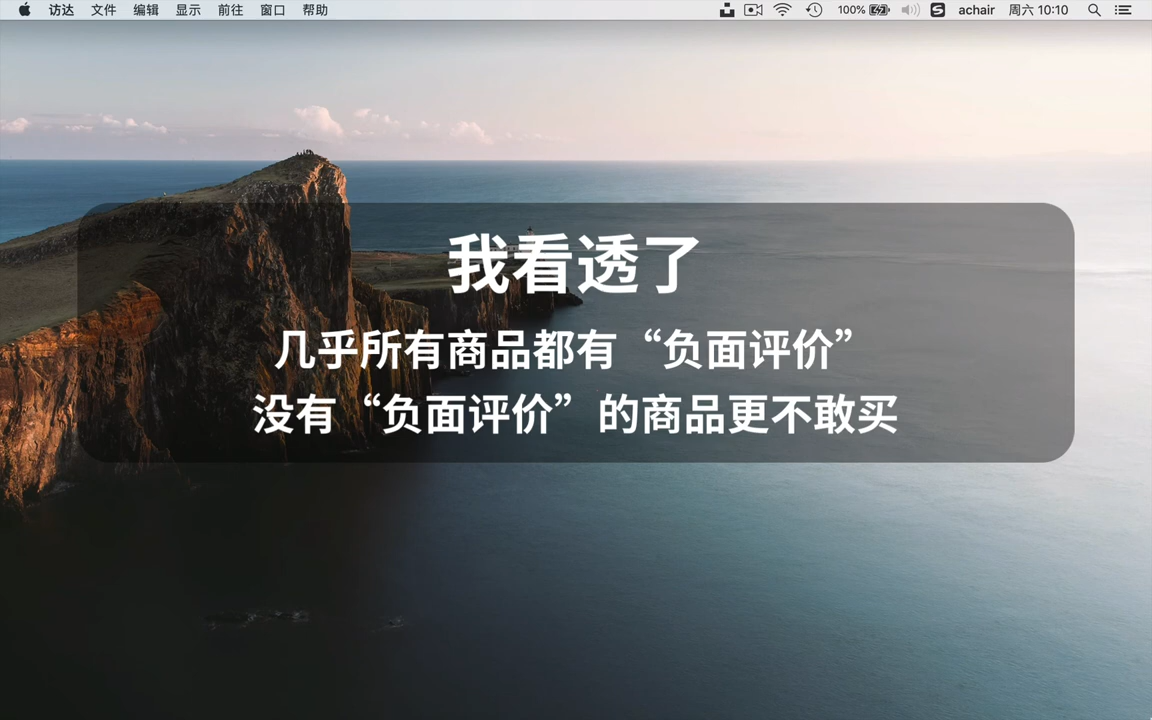 访达 文件 编辑 显示 前往 窗口 帮助 100% achair 周六 10:10
我看透了
几乎所有商品都有“负面评价”
没有“负面评价”的商品更不敢买